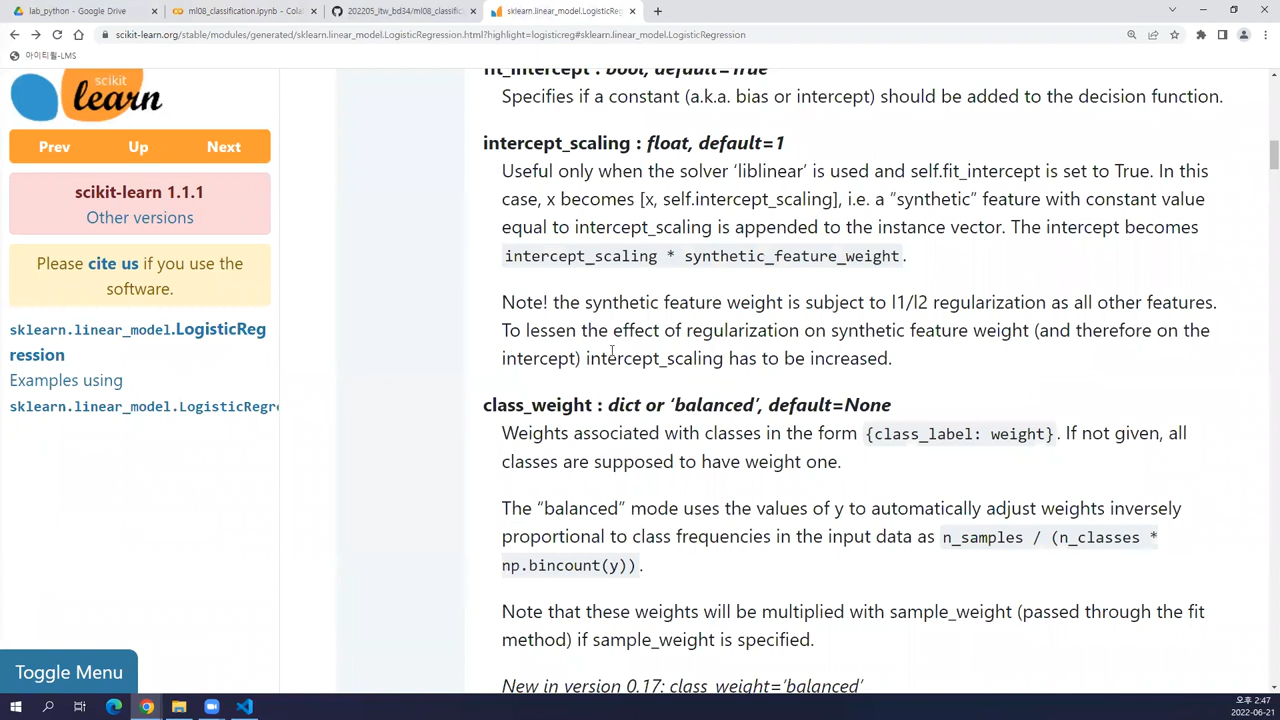 lab_python - Google Drive
ml08_classification.ipynb - Cola
202205_itw_bd34/ml08_classific
sklearn.linear_model.LogisticReg
scikit-learn.org/stable/modules/generated/sklearn.linear_model.LogisticRegression.html?highlight=logisticreg#sklearn.linear_model.LogisticRegression
아이티윌-LMS
scikit
learn
Prev
Up
Next
scikit-learn 1.1.1
Other versions
Please cite us if you use the
software.
sklearn.linear_model.LogisticReg
ression
Examples using
sklearn.linear_model.LogisticRegre
Toggle Menu
fit_intercept : bool, default=True
Specifies if a constant (a.k.a. bias or intercept) should be added to the decision function.
intercept_scaling : float, default=1
Useful only when the solver ‘liblinear’ is used and self.fit_intercept is set to True. In this
case, x becomes [x, self.intercept_scaling], i.e. a “synthetic” feature with constant value
equal to intercept_scaling is appended to the instance vector. The intercept becomes
intercept_scaling * synthetic_feature_weight.
Note! the synthetic feature weight is subject to l1/l2 regularization as all other features.
To lessen the effect of regularization on synthetic feature weight (and therefore on the
intercept) intercept_scaling has to be increased.
class_weight : dict or ‘balanced’, default=None
Weights associated with classes in the form {class_label: weight}. If not given, all
classes are supposed to have weight one.
The “balanced” mode uses the values of y to automatically adjust weights inversely
proportional to class frequencies in the input data as n_samples / (n_classes *
np.bincount(y)).
Note that these weights will be multiplied with sample_weight (passed through the fit
method) if sample_weight is specified.
New in version 0.17: class_weight=’balanced’
오후 2:47
2022-06-21